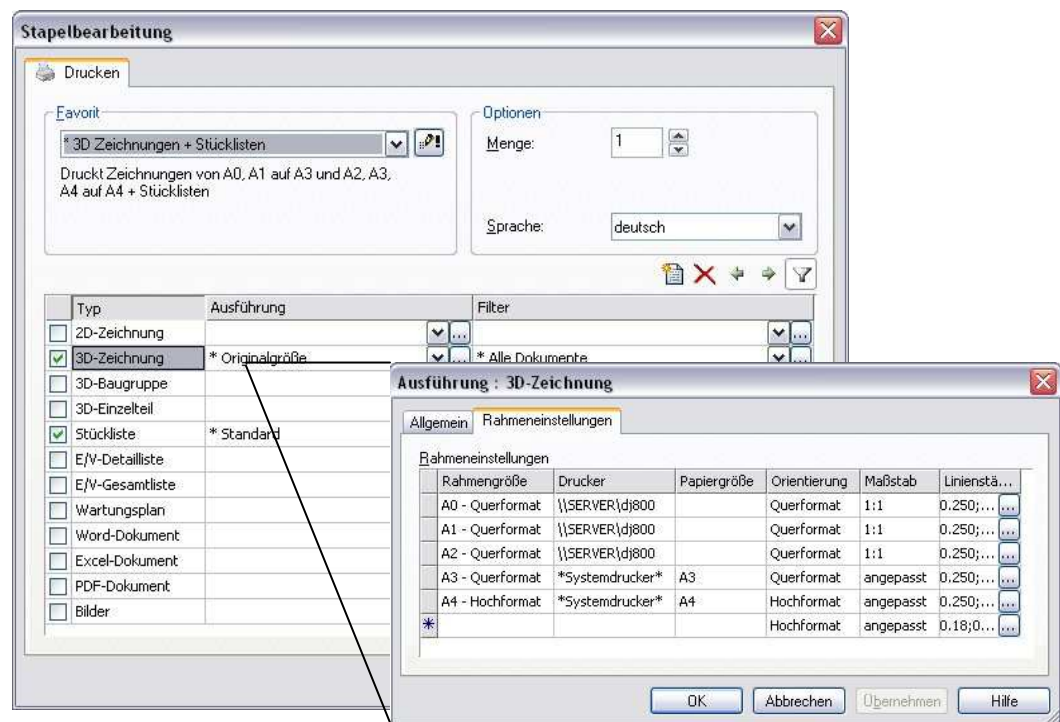 Stapelbearbeitung
Drucken
Favorit
* 3D Zeichnungen + Stücklisten
Druckt Zeichnungen von A0, A1 auf A3 und A2, A3,
A4 auf A4 + Stücklisten
Optionen
Menge: 1
Sprache: deutsch
Typ Ausführung Filter
2D-Zeichnung
3D-Zeichnung * Originalgröße * Alle Dokumente
3D-Baugruppe
3D-Einzelteil
Stückliste * Standard
E/V-Detailliste
E/V-Gesamtliste
Wartungsplan
Word-Dokument
Excel-Dokument
PDF-Dokument
Bilder
Ausführung : 3D-Zeichnung
Allgemein Rahmeneinstellungen
Rahmeneinstellungen
Rahmengröße Drucker Papiergröße Orientierung Maßstab Linienstä...
A0 - Querformat \\SERVER\dj800 Querformat 1:1 0.250;... ...
A1 - Querformat \\SERVER\dj800 Querformat 1:1 0.250;... ...
A2 - Querformat \\SERVER\dj800 Querformat 1:1 0.250;... ...
A3 - Querformat *Systemdrucker* A3 Querformat angepasst 0.250;... ...
A4 - Hochformat *Systemdrucker* A4 Hochformat angepasst 0.250;... ...
* Hochformat angepasst 0.18;0... ...
OK Abbrechen Übernehmen Hilfe